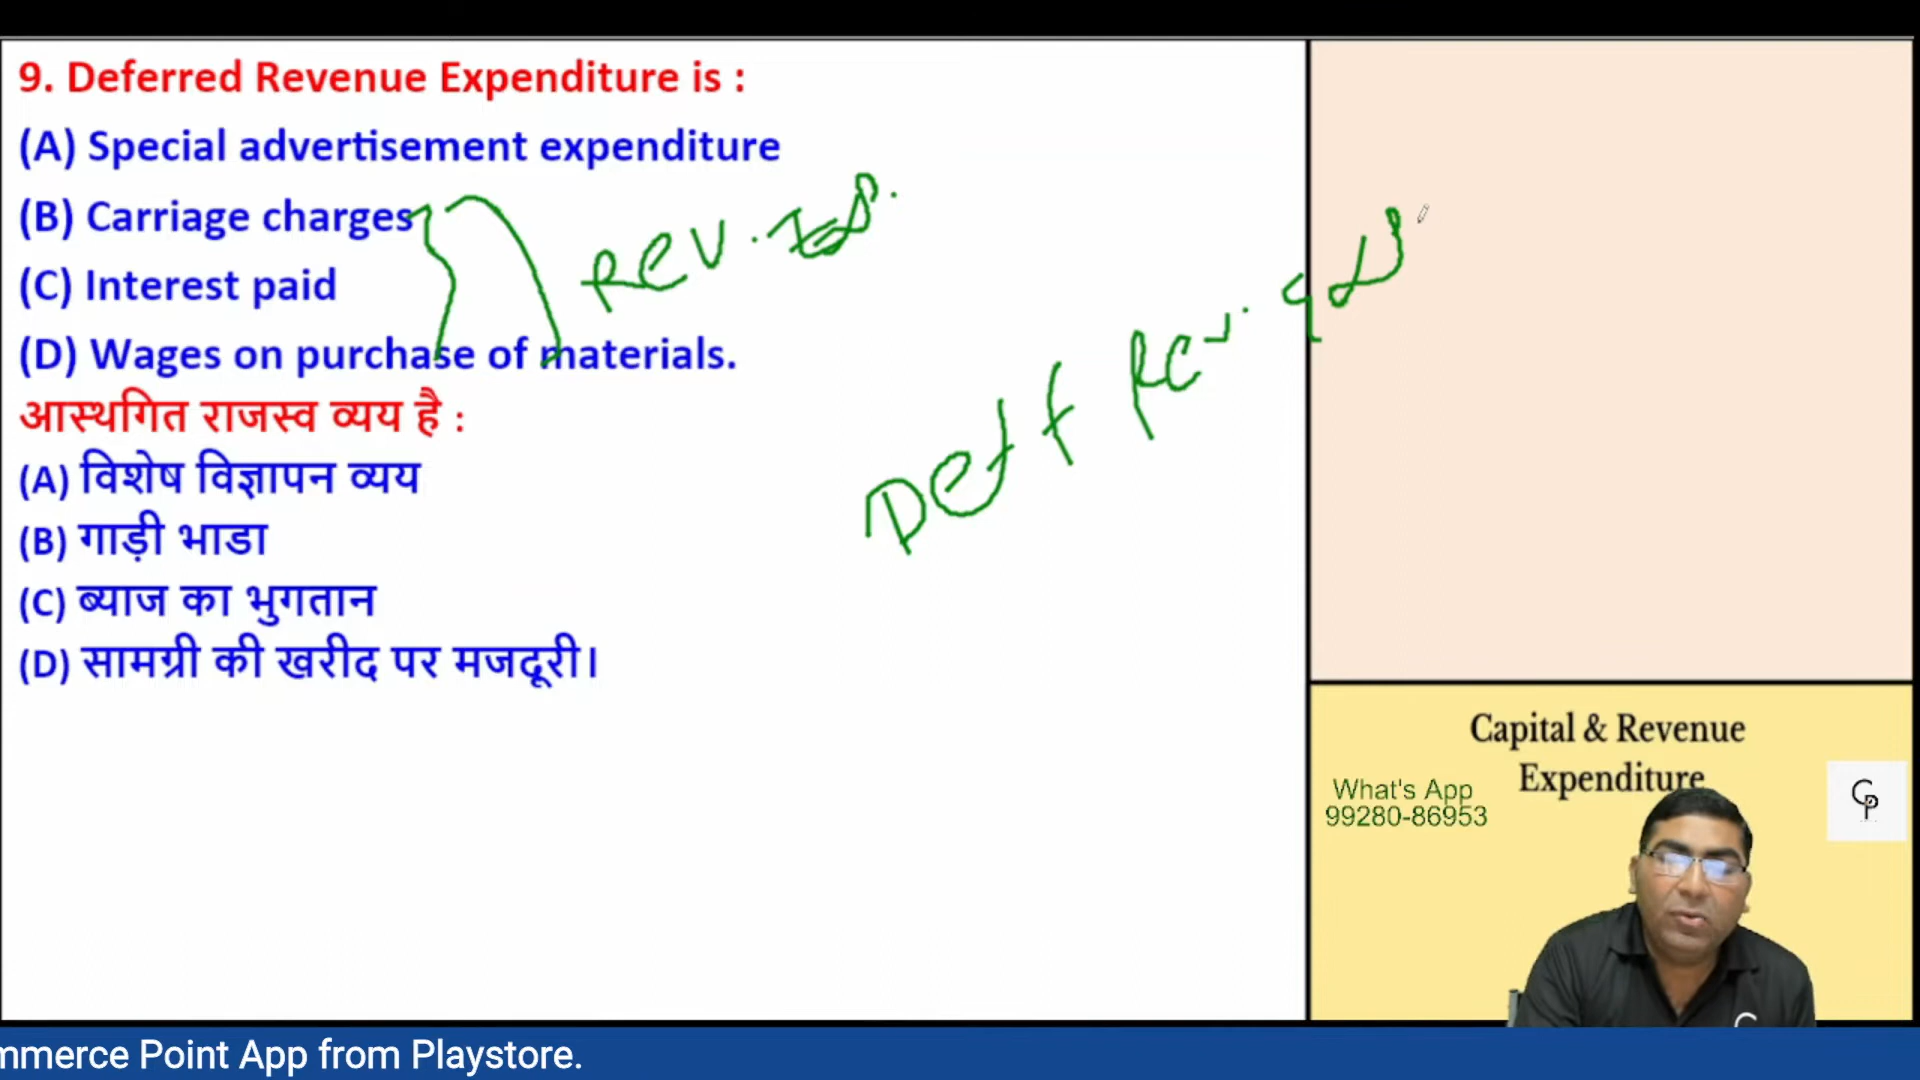 9. Deferred Revenue Expenditure is :
(A) Special advertisement expenditure
(B) Carriage charges
(C) Interest paid
(D) Wages on purchase of materials.
Rev.
आस्थगित राजस्व व्यय है :
(A) विशेष विज्ञापन व्यय
(B) गाड़ी भाडा
(C) ब्याज का भुगतान
(D) सामग्री की खरीद पर मजदूरी।
Rev.
Capital & Revenue
Expenditure
What's App
99280-86953
CP
mmerce Point App from Playstore.